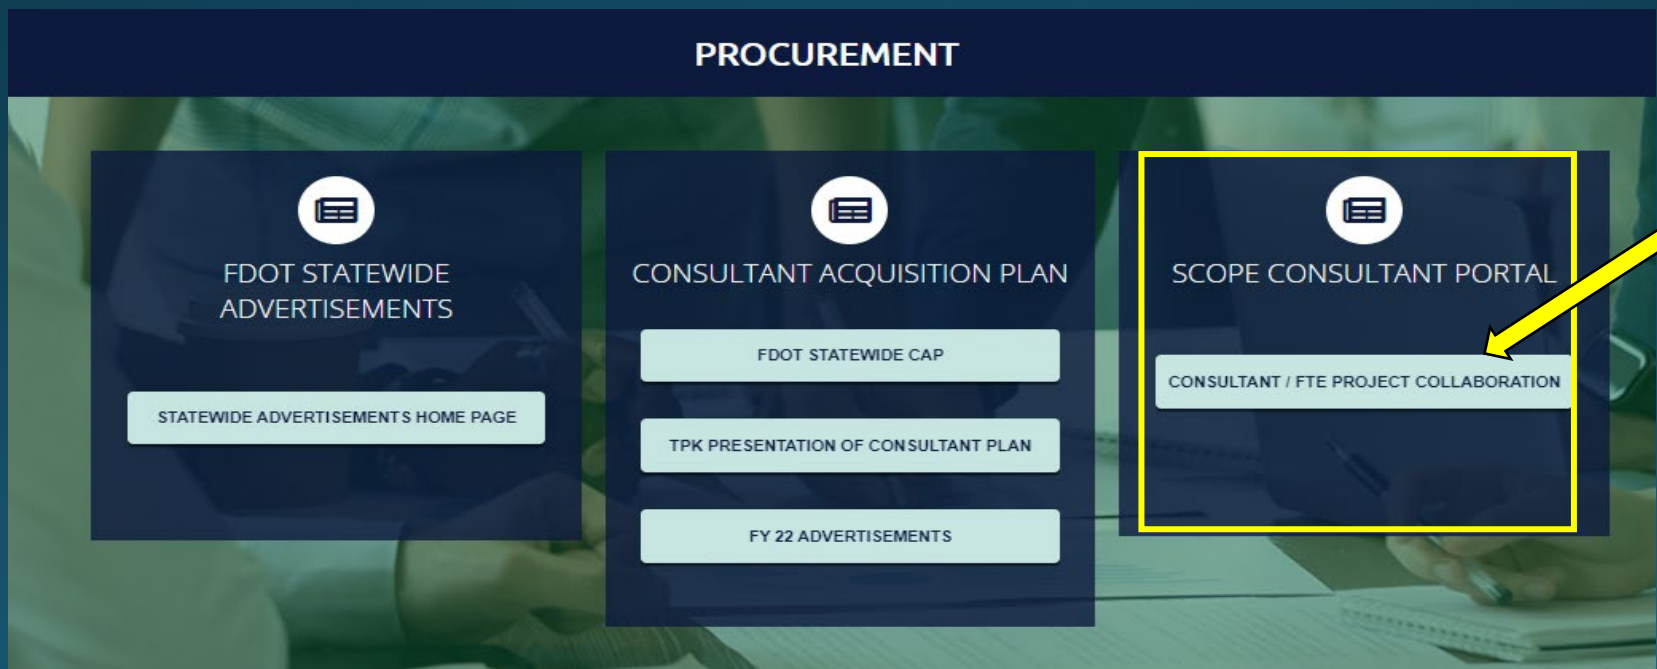 PROCUREMENT
FDOT STATEWIDE
ADVERTISEMENTS
STATEWIDE ADVERTISEMENTS HOME PAGE
CONSULTANT ACQUISITION PLAN
FDOT STATEWIDE CAP
TPK PRESENTATION OF CONSULTANT PLAN
FY 22 ADVERTISEMENTS
SCOPE CONSULTANT PORTAL
CONSULTANT / FTE PROJECT COLLABORATION